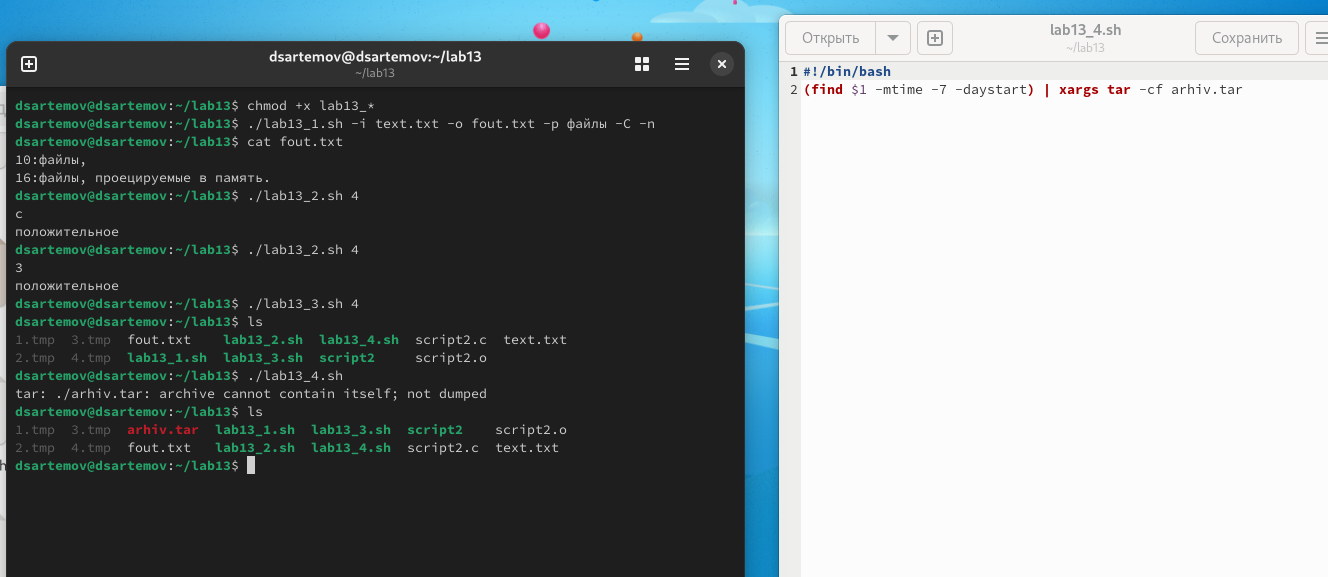 dsartemov@dsartemov:~/lab13
~/lab13
dsartemov@dsartemov:~/lab13$ chmod +x lab13_*
dsartemov@dsartemov:~/lab13$ ./lab13_1.sh -i text.txt -o fout.txt -p файлы -C -n
dsartemov@dsartemov:~/lab13$ cat fout.txt
10:файлы,
16:файлы, проецируемые в память.
dsartemov@dsartemov:~/lab13$ ./lab13_2.sh 4
с
положительное
dsartemov@dsartemov:~/lab13$ ./lab13_2.sh 4
3
положительное
dsartemov@dsartemov:~/lab13$ ./lab13_3.sh 4
dsartemov@dsartemov:~/lab13$ ls
1.tmp 3.tmp fout.txt lab13_2.sh lab13_4.sh script2.c text.txt
2.tmp 4.tmp lab13_1.sh lab13_3.sh script2 script2.o
dsartemov@dsartemov:~/lab13$ ./lab13_4.sh
tar: ./arhiv.tar: archive cannot contain itself; not dumped
dsartemov@dsartemov:~/lab13$ ls
1.tmp 3.tmp arhiv.tar lab13_1.sh lab13_3.sh script2 script2.o
2.tmp 4.tmp fout.txt lab13_2.sh lab13_4.sh script2.c text.txt
dsartemov@dsartemov:~/lab13$
Открыть
lab13_4.sh
~/lab13
Сохранить
1 #!/bin/bash
2 (find $1 -mtime -7 -daystart) | xargs tar -cf arhiv.tar